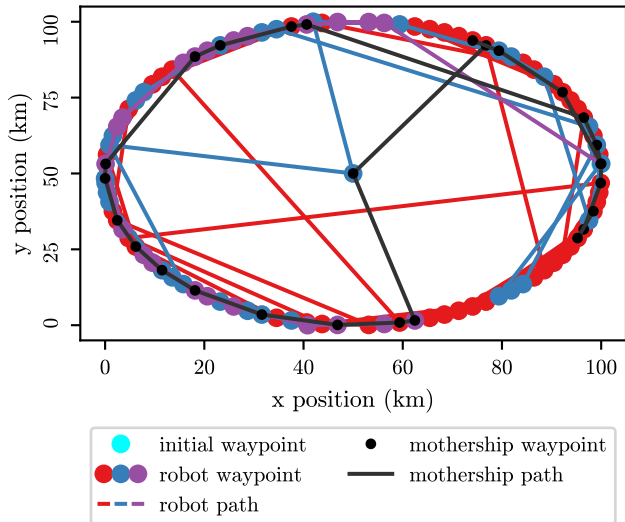 100
75
50
25
0
y position (km)
0 20 40 60 80 100
x position (km)
initial waypoint
mothership waypoint
robot waypoint
mothership path
robot path